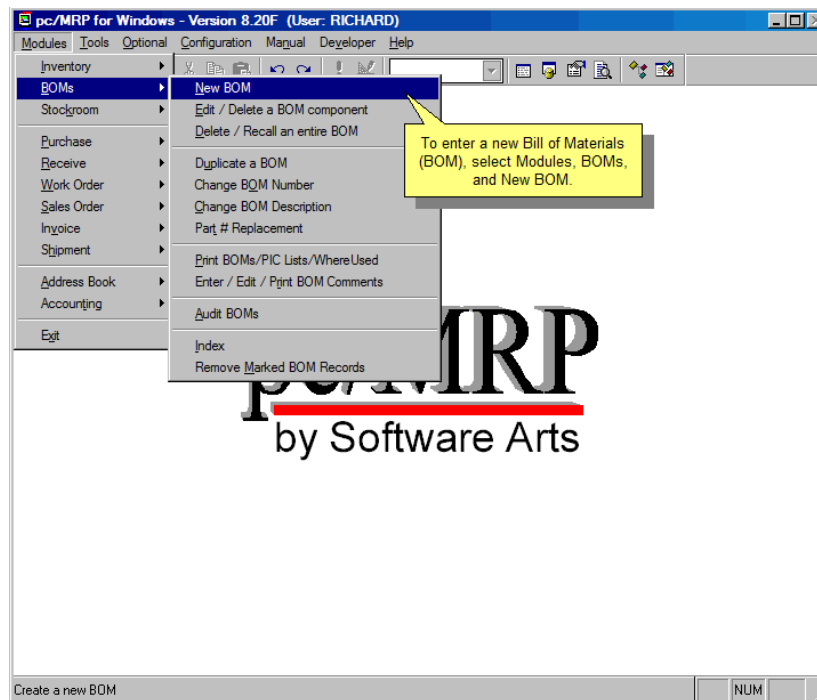 pc/MRP for Windows - Version 8.20F (User: RICHARD)
Modules Tools Optional Configuration Manual Developer Help
Inventory
BOMs
Stockroom
Purchase
Receive
Work Order
Sales Order
Invoice
Shipment
Address Book
Accounting
Exit
New BOM
Edit / Delete a BOM component
Delete / Recall an entire BOM
Duplicate a BOM
Change BOM Number
Change BOM Description
Part # Replacement
Print BOMs/PIC Lists/WhereUsed
Enter / Edit / Print BOM Comments
Audit BOMs
Index
Remove Marked BOM Records
To enter a new Bill of Materials
(BOM), select Modules, BOMs,
and New BOM.
pc/MRP
by Software Arts
Create a new BOM
NUM